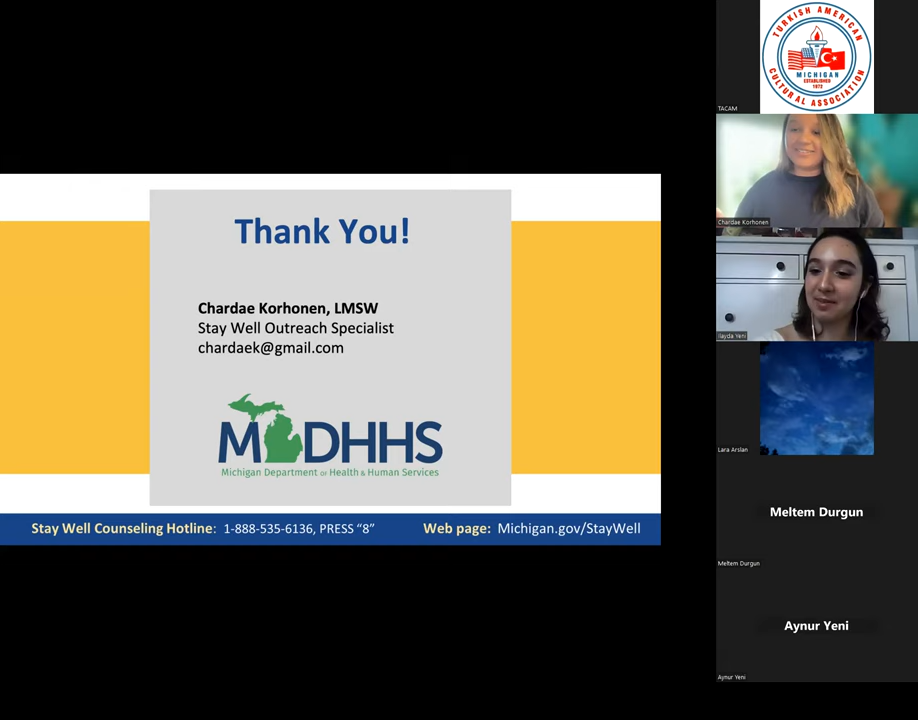 Thank You!
Chardae Korhonen, LMSW
Stay Well Outreach Specialist
chardaek@gmail.com
MDHHS
Michigan Department of Health & Human Services
Stay Well Counseling Hotline: 1-888-535-6136, PRESS “8”
Web page: Michigan.gov/StayWell
TURKISH AMERICAN
CULTURAL ASSOCIATION
MICHIGAN
ESTABLISHED
1972
TACAM
Chardae Korhonen
Ilayda Yeni
Lara Arslan
Meltem Durgun
Meltem Durgun
Aynur Yeni
Aynur Yeni